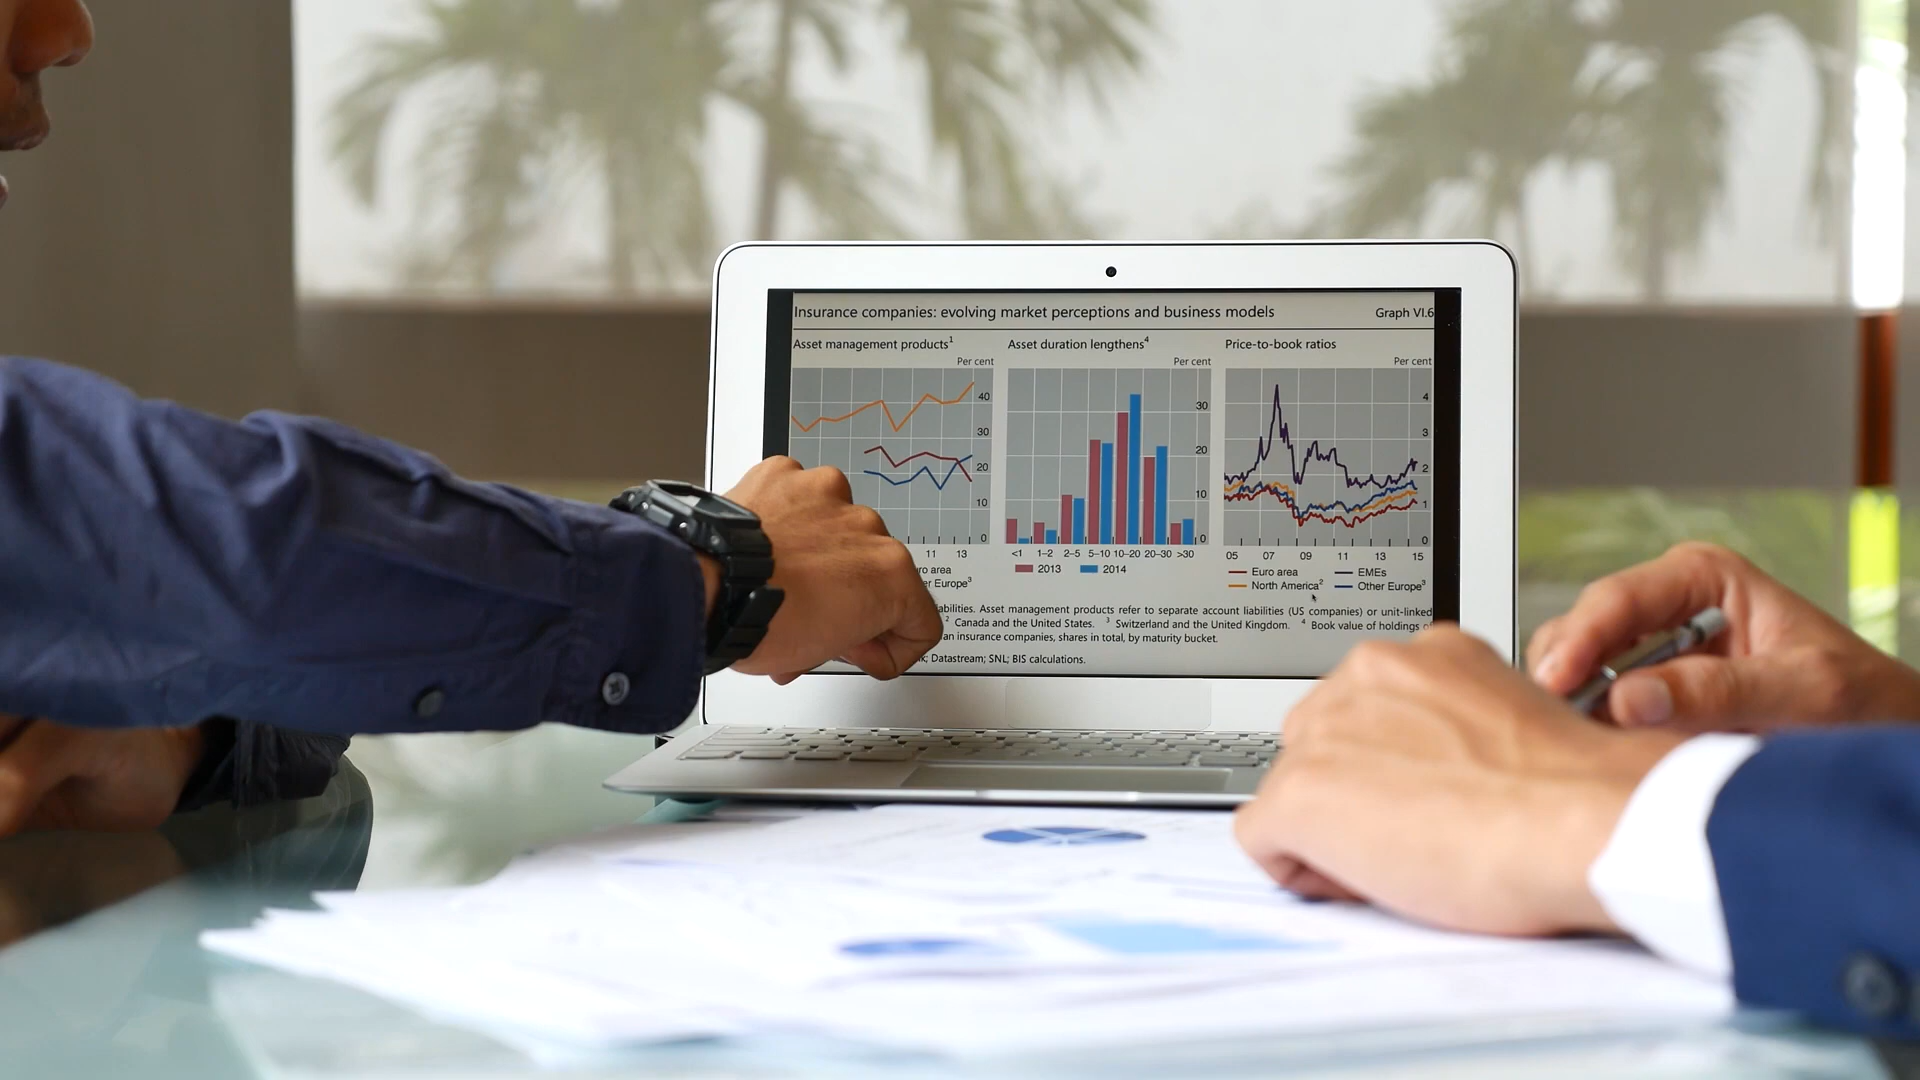 Insurance companies: evolving market perceptions and business models Graph VI.6
Asset management products¹ Asset duration lengthens⁴ Price-to-book ratios
Per cent Per cent Per cent
40 30 4
30 20 3
20 10 2
10 0 1
0 0
11 13 <1 1–2 2–5 5–10 10–20 20–30 >30 05 07 09 11 13 15
ro area 2013 2014 Euro area EMEs
er Europe³ North America² Other Europe³
abilities. Asset management products refer to separate account liabilities (US companies) or unit-linked
² Canada and the United States. ³ Switzerland and the United Kingdom. ⁴ Book value of holdings
an insurance companies, shares in total, by maturity bucket.
Datastream; SNL; BIS calculations.